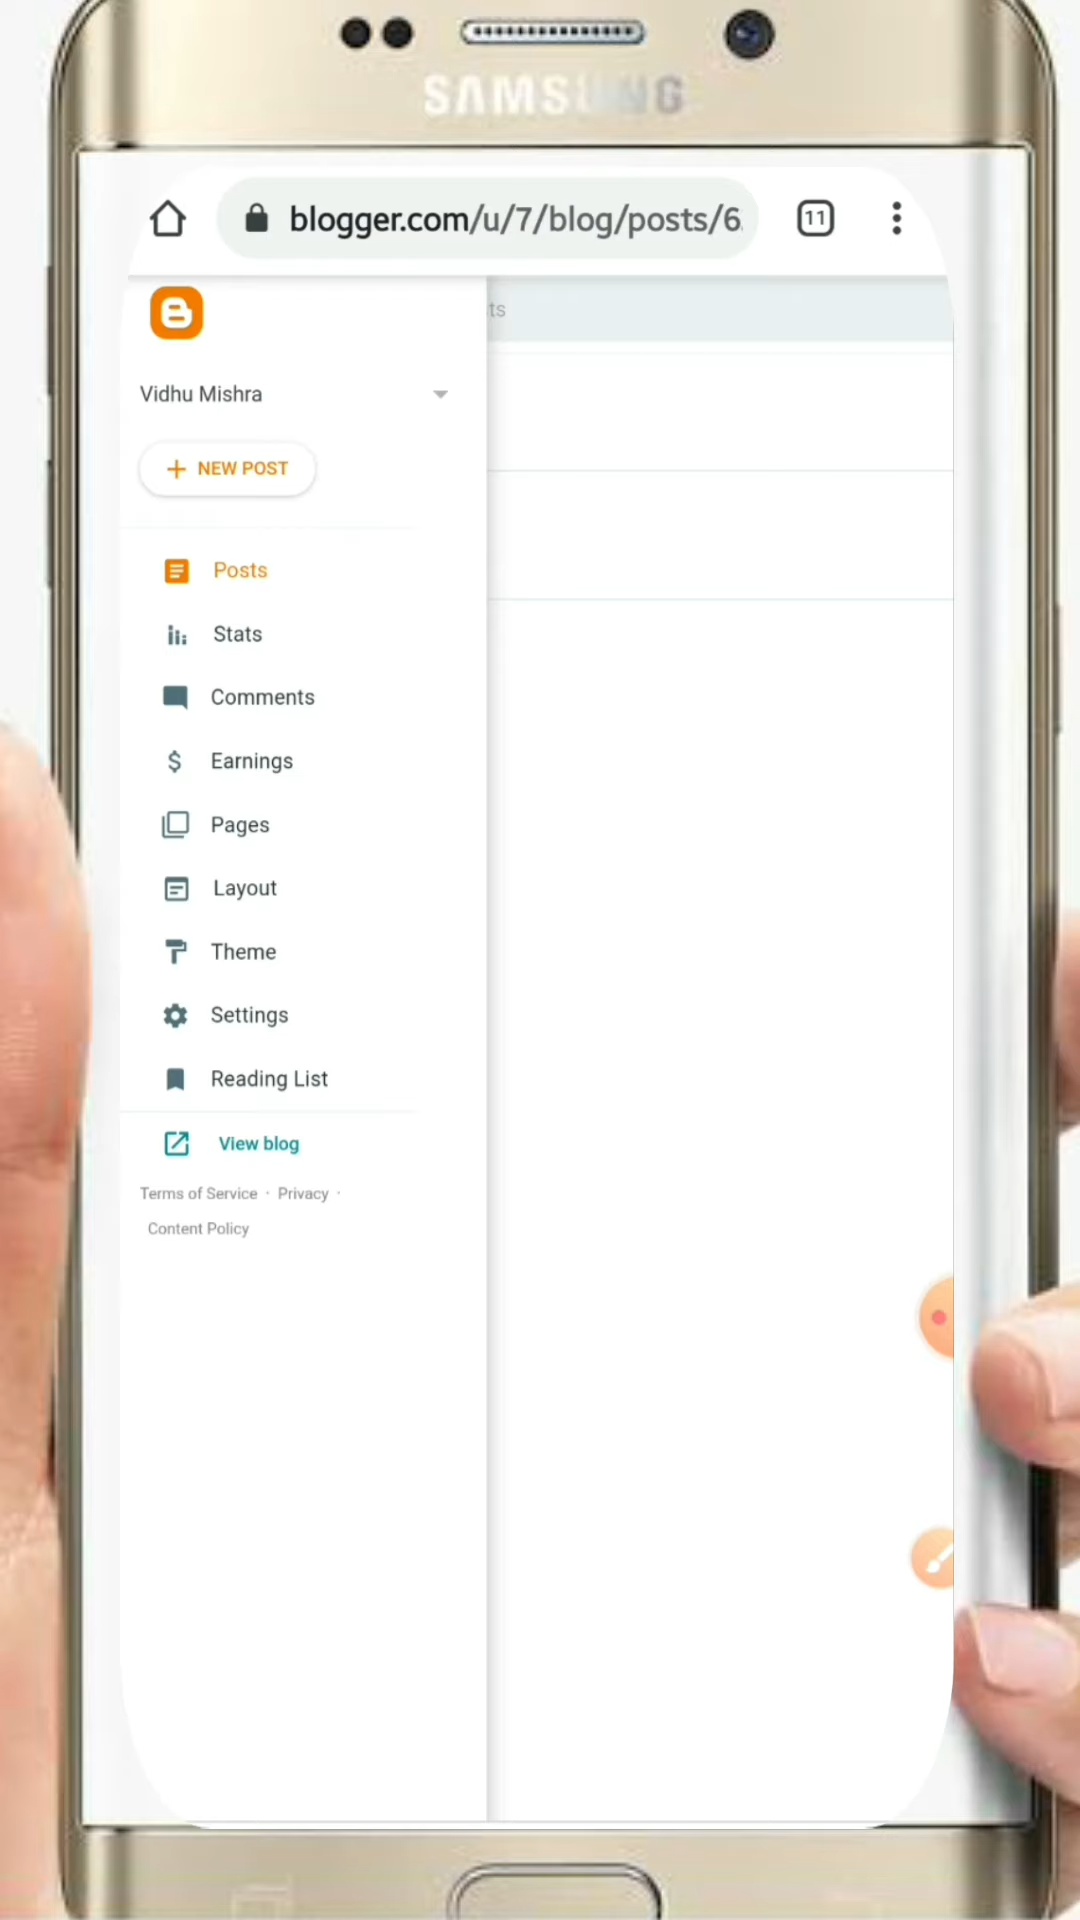 SAMSUNG
blogger.com/u/7/blog/posts/6
11
ts
Vidhu Mishra
+ NEW POST
Posts
Stats
Comments
$ Earnings
Pages
Layout
Theme
Settings
Reading List
View blog
Terms of Service · Privacy ·
Content Policy